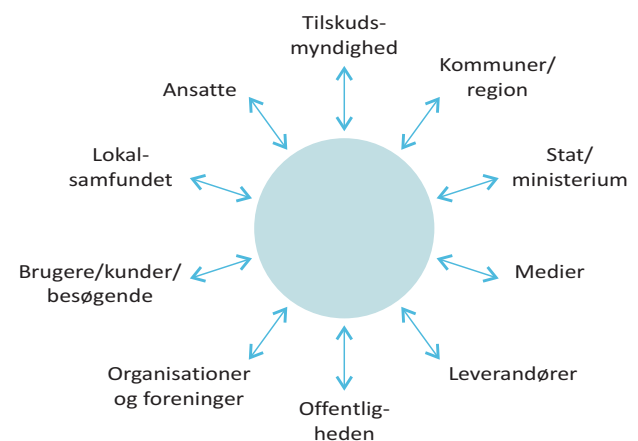 Tilskuds-
myndighed
Kommuner/
region
Stat/
ministerium
Medier
Leverandører
Offentlig-
heden
Organisationer
og foreninger
Brugere/kunder/
besøgende
Lokal-
samfundet
Ansatte